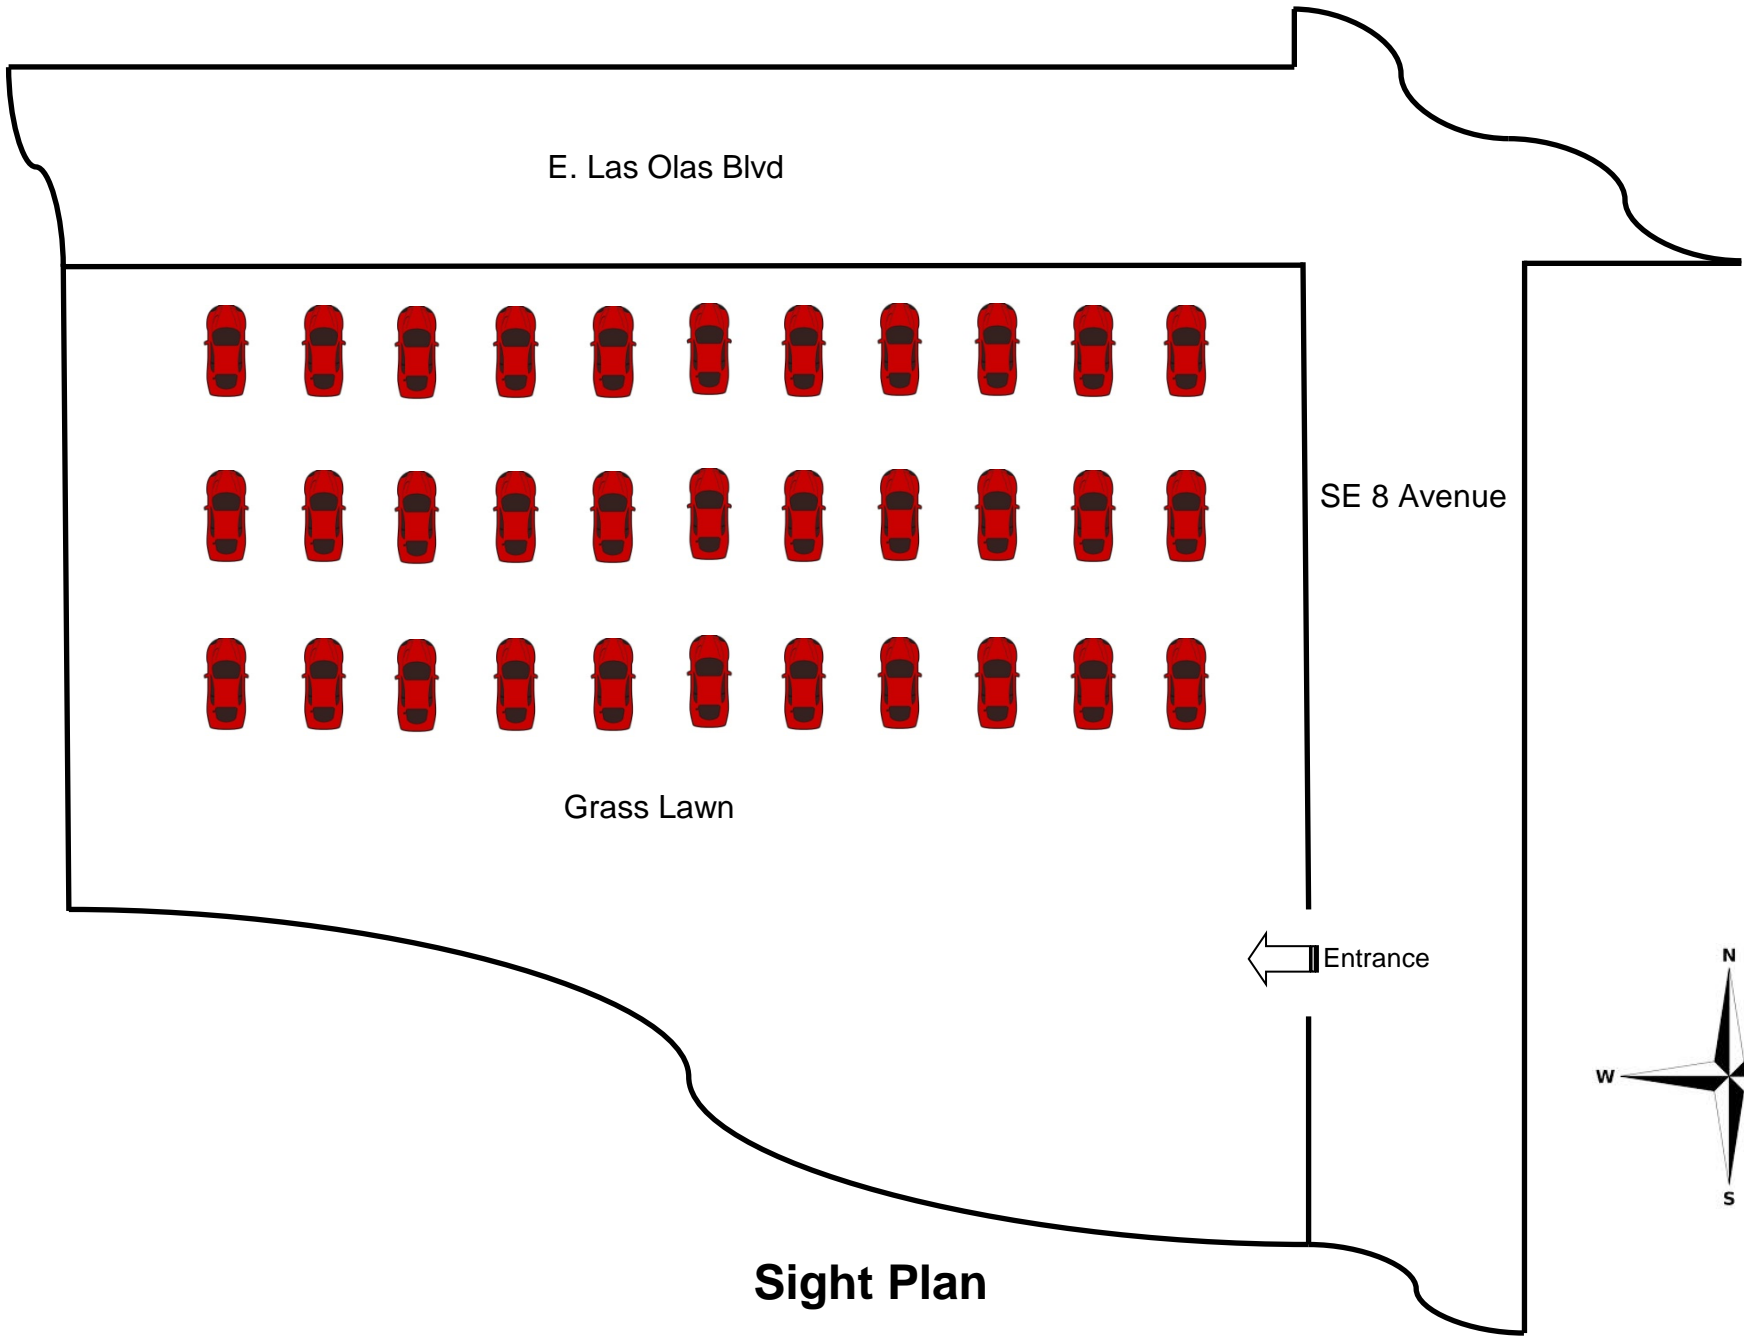 E. Las Olas Blvd
SE 8 Avenue
Grass Lawn
Entrance
N
W
S
Sight Plan